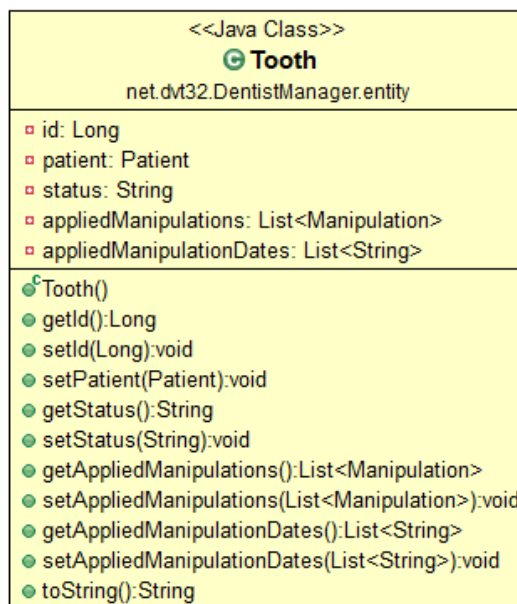 <<Java Class>>
C Tooth
net.dvt32.DentistManager.entity
id: Long
patient: Patient
status: String
appliedManipulations: List<Manipulation>
appliedManipulationDates: List<String>
C Tooth()
getId():Long
setId(Long):void
setPatient(Patient):void
getStatus():String
setStatus(String):void
getAppliedManipulations():List<Manipulation>
setAppliedManipulations(List<Manipulation>):void
getAppliedManipulationDates():List<String>
setAppliedManipulationDates(List<String>):void
toString():String